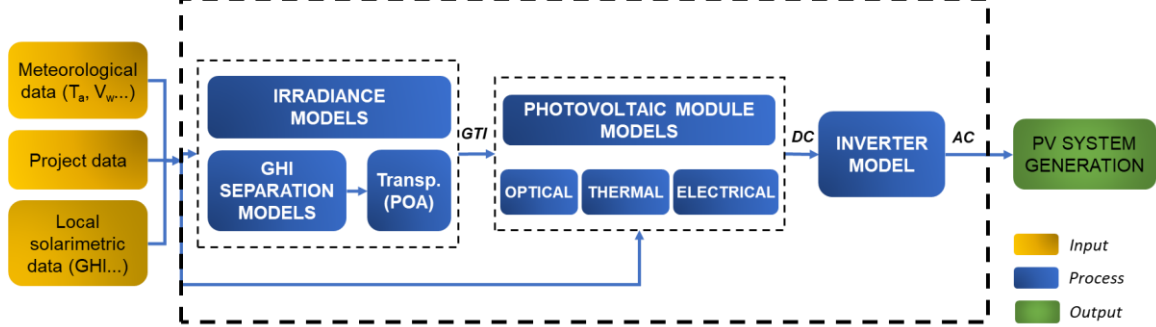 Meteorological
data (Ta, Vw...)
Project data
Local
solarimetric
data (GHI...)
IRRADIANCE
MODELS
GHI
SEPARATION
MODELS
Transp.
(POA)
GTI
PHOTOVOLTAIC MODULE
MODELS
OPTICAL
THERMAL
ELECTRICAL
DC
INVERTER
MODEL
AC
PV SYSTEM
GENERATION
Input
Process
Output